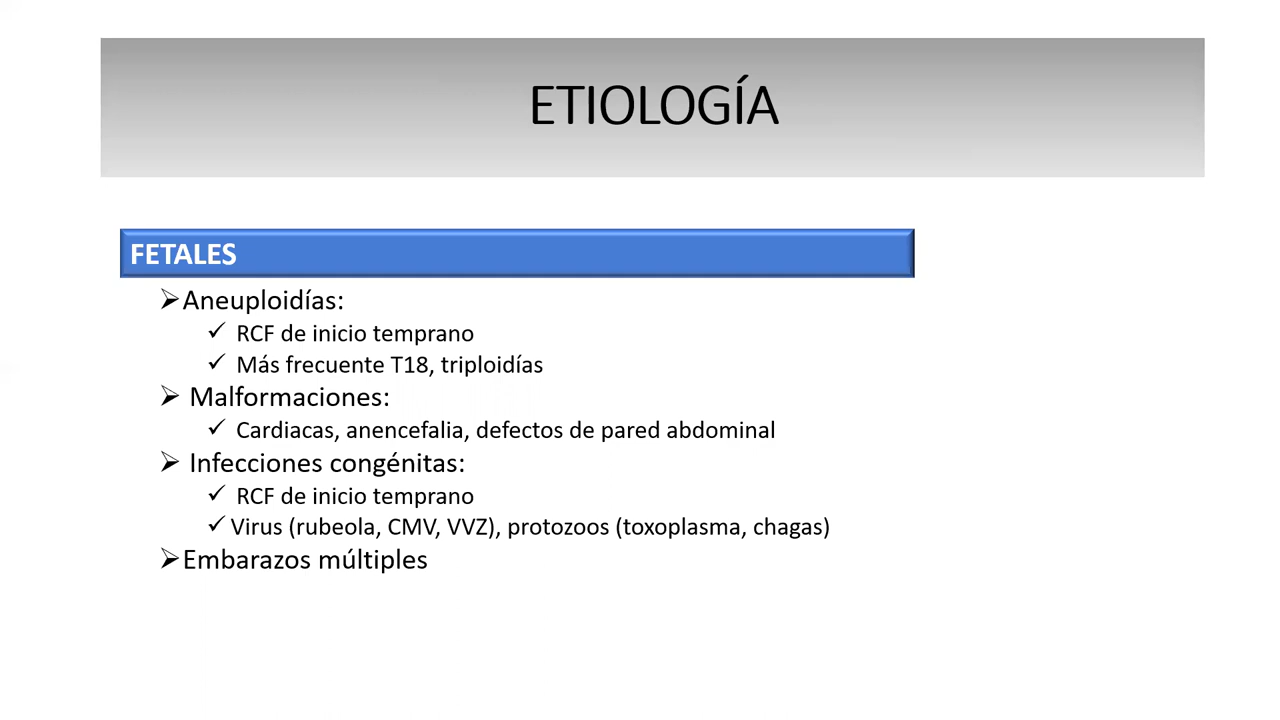 ETIOLOGÍA
FETALES
➢Aneuploidías:
✓ RCF de inicio temprano
✓ Más frecuente T18, triploidías
➢ Malformaciones:
✓ Cardiacas, anencefalia, defectos de pared abdominal
➢ Infecciones congénitas:
✓ RCF de inicio temprano
✓Virus (rubeola, CMV, VVZ), protozoos (toxoplasma, chagas)
➢Embarazos múltiples